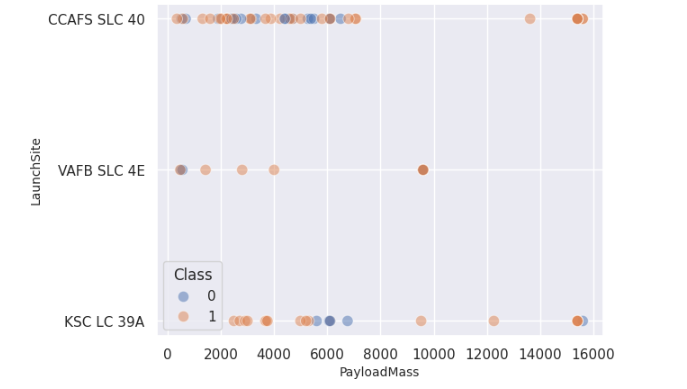 CCAFS SLC 40
VAFB SLC 4E
KSC LC 39A
LaunchSite
Class
0
1
0 2000 4000 6000 8000 10000 12000 14000 16000
PayloadMass